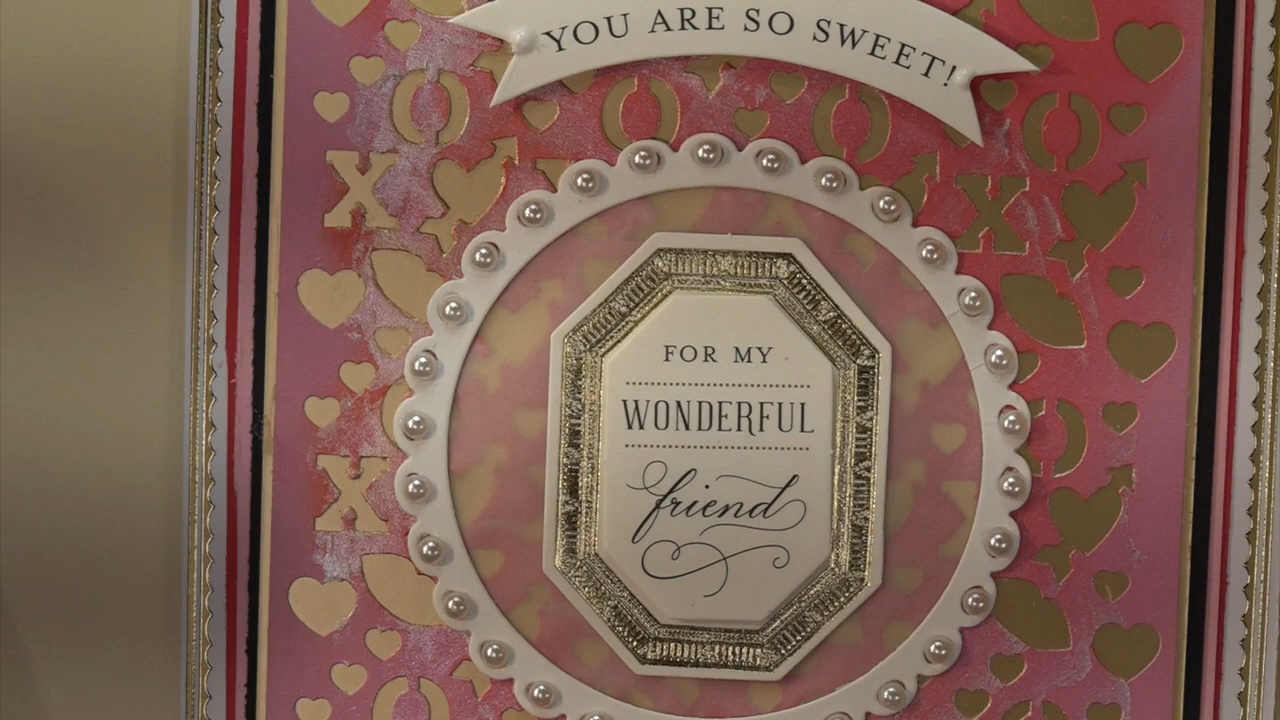 YOU ARE SO SWEET!
O O O O
X X X
FOR MY
WONDERFUL
friend
O
X
O